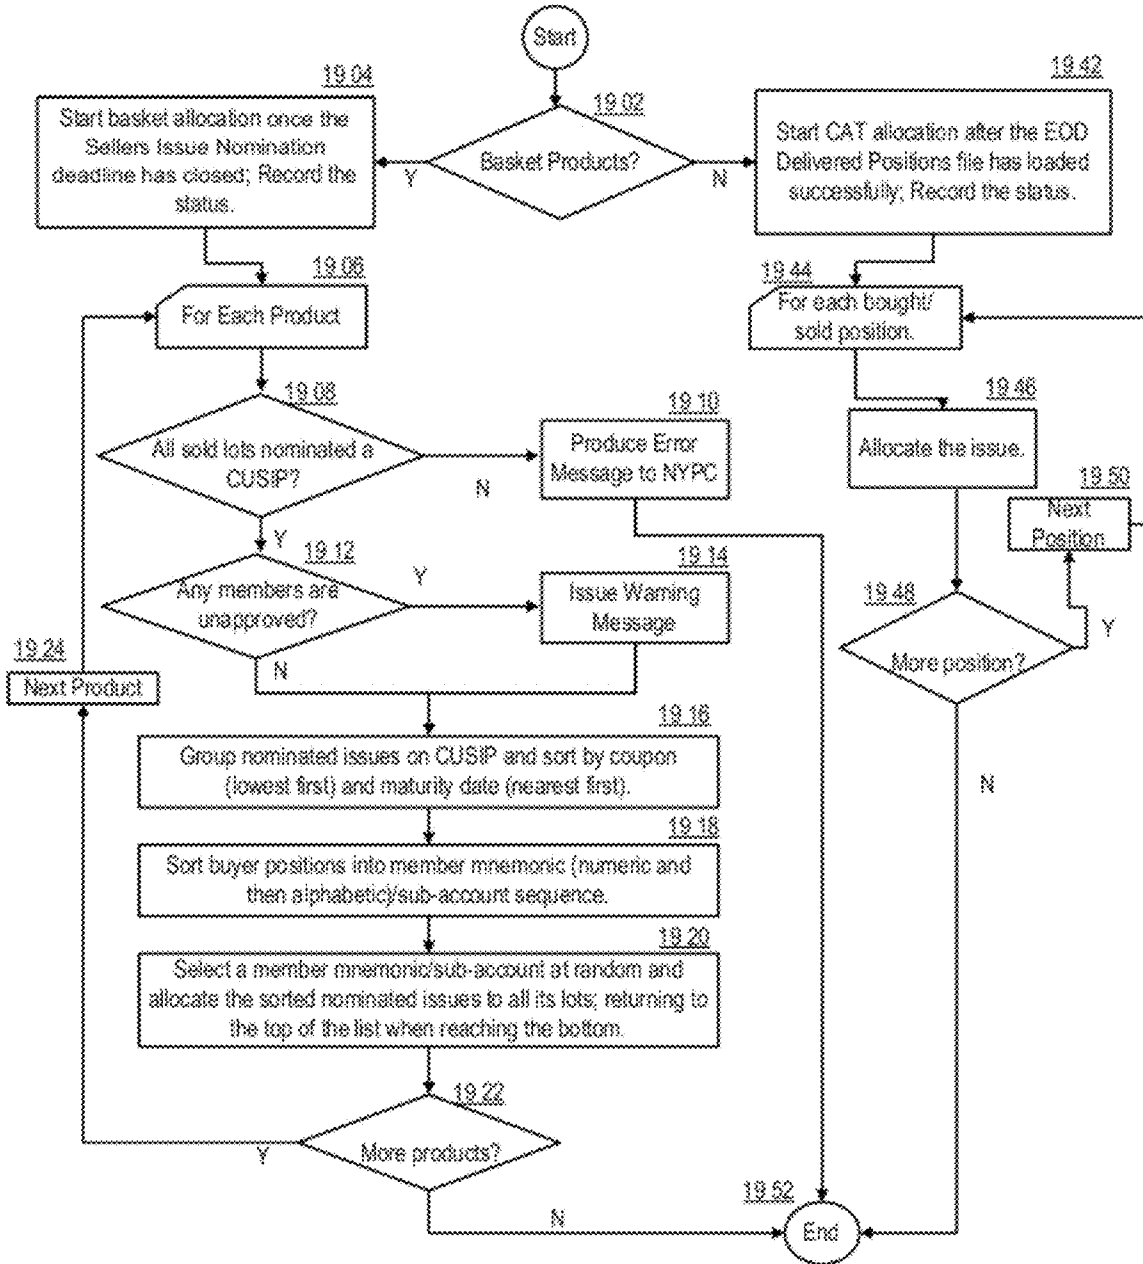 Start
19.04
19.02
19.42
Start basket allocation once the
Sellers Issue Nomination
deadline has closed; Record the
status.
Basket Products?
Y
N
Start CAT allocation after the EOD
Delivered Positions file has loaded
successfully; Record the status.
19.06
For Each Product
19.44
For each bought/
sold position.
19.08
All sold lots nominated a
CUSIP?
N
Y
19.10
Produce Error
Message to NYPC
19.46
Allocate the issue.
19.50
Next
Position
19.12
Any members are
unapproved?
Y
N
19.14
Issue Warning
Message
19.48
More position?
Y
N
19.24
Next Product
19.16
Group nominated issues on CUSIP and sort by coupon
(lowest first) and maturity date (nearest first).
19.18
Sort buyer positions into member mnemonic (numeric and
then alphabetic)/sub-account sequence.
19.20
Select a member mnemonic/sub-account at random and
allocate the sorted nominated issues to all its lots; returning to
the top of the list when reaching the bottom.
19.22
More products?
Y
N
19.52
End